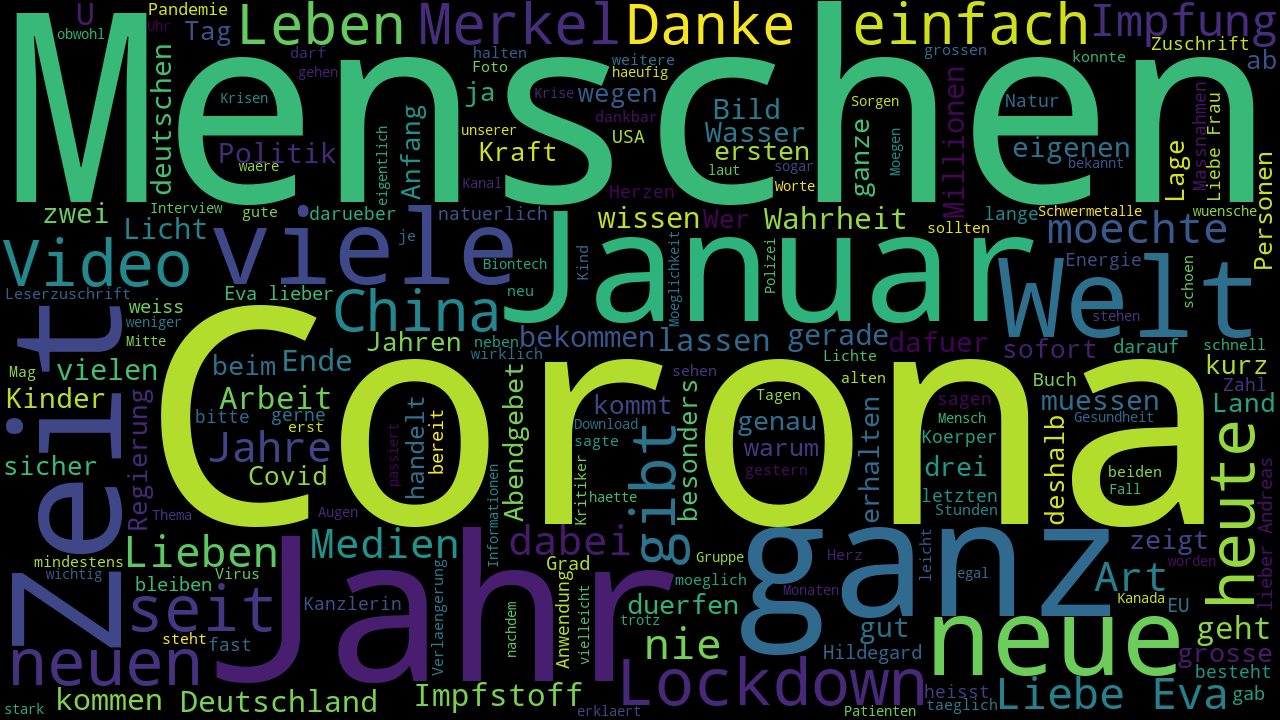 Menschen
Corona
Januar
Jahr
ganz
Zeit
viele
Welt
neue
Lockdown
Video
China
Leben
Merkel
Danke
einfach
Impfung
U
Pandemie
Uhr
obwohl
Tag
darf
gehen
halten
Foto
weitere
haeufig
grossen
konnte
Zuschrift
ab
deutschen
Krisen
ja
Krise
wegen
dankbar
Bild
Wasser
Sorgen
Natur
Millionen
Massnahmen
Liebe Frau
Politik
waere
eigentlich
Anfang
unserer
Kraft
USA
ersten
laut
sogar
Worte
ganze
Moegen
eigenen
bekannt
Lage
Personen
Kanal
Herzen
zwei
Interview
gute
darueber
natuerlich
wissen
Wer
Wahrheit
sollten
lange
Schwermetalle
wuensche
moechte
Licht
je
Biontech
Kind
Moeglichkeit
Polizei
Energie
schoen
Leserzuschrift
weiss
Eva lieber
neu
stehen
weniger
Mitte
Jahren
neben
bekommen
lassen
gerade
dafuer
sofort
darauf
schnell
Mag
vielen
beim
Ende
wirklich
sehen
Lichte
alten
Buch
kurz
Kinder
Arbeit
kommt
Tagen
sagen
muessen
Zahl
Land
Regierung
bitte
gerne
erst
Jahre
Download
sagte
genau
warum
Mensch
Koerper
Gesundheit
sicher
Covid
passiert
handelt
bereit
Abendgebet
besonders
gibt
gestern
erhalten
drei
deshalb
beiden
Fall
heute
Thema
Augen
Informationen
Kritiker
haette
letzten
Stunden
lieber Andreas
mindestens
wichtig
Lieben
Medien
dabei
Gruppe
Herz
leicht
zeigt
worden
bleiben
Virus
Grad
moeglich
Monaten
egal
Art
Kanada
EU
seit
Kanzlerin
Verlaengerung
nachdem
Anwendung
vielleicht
duerfen
trotz
gut
geht
steht
fast
nie
Hildegard
grosse
neuen
besteht
kommen
Deutschland
Impfstoff
heisst
Liebe
Eva
gab
stark
erklaert
Patienten
taeglich